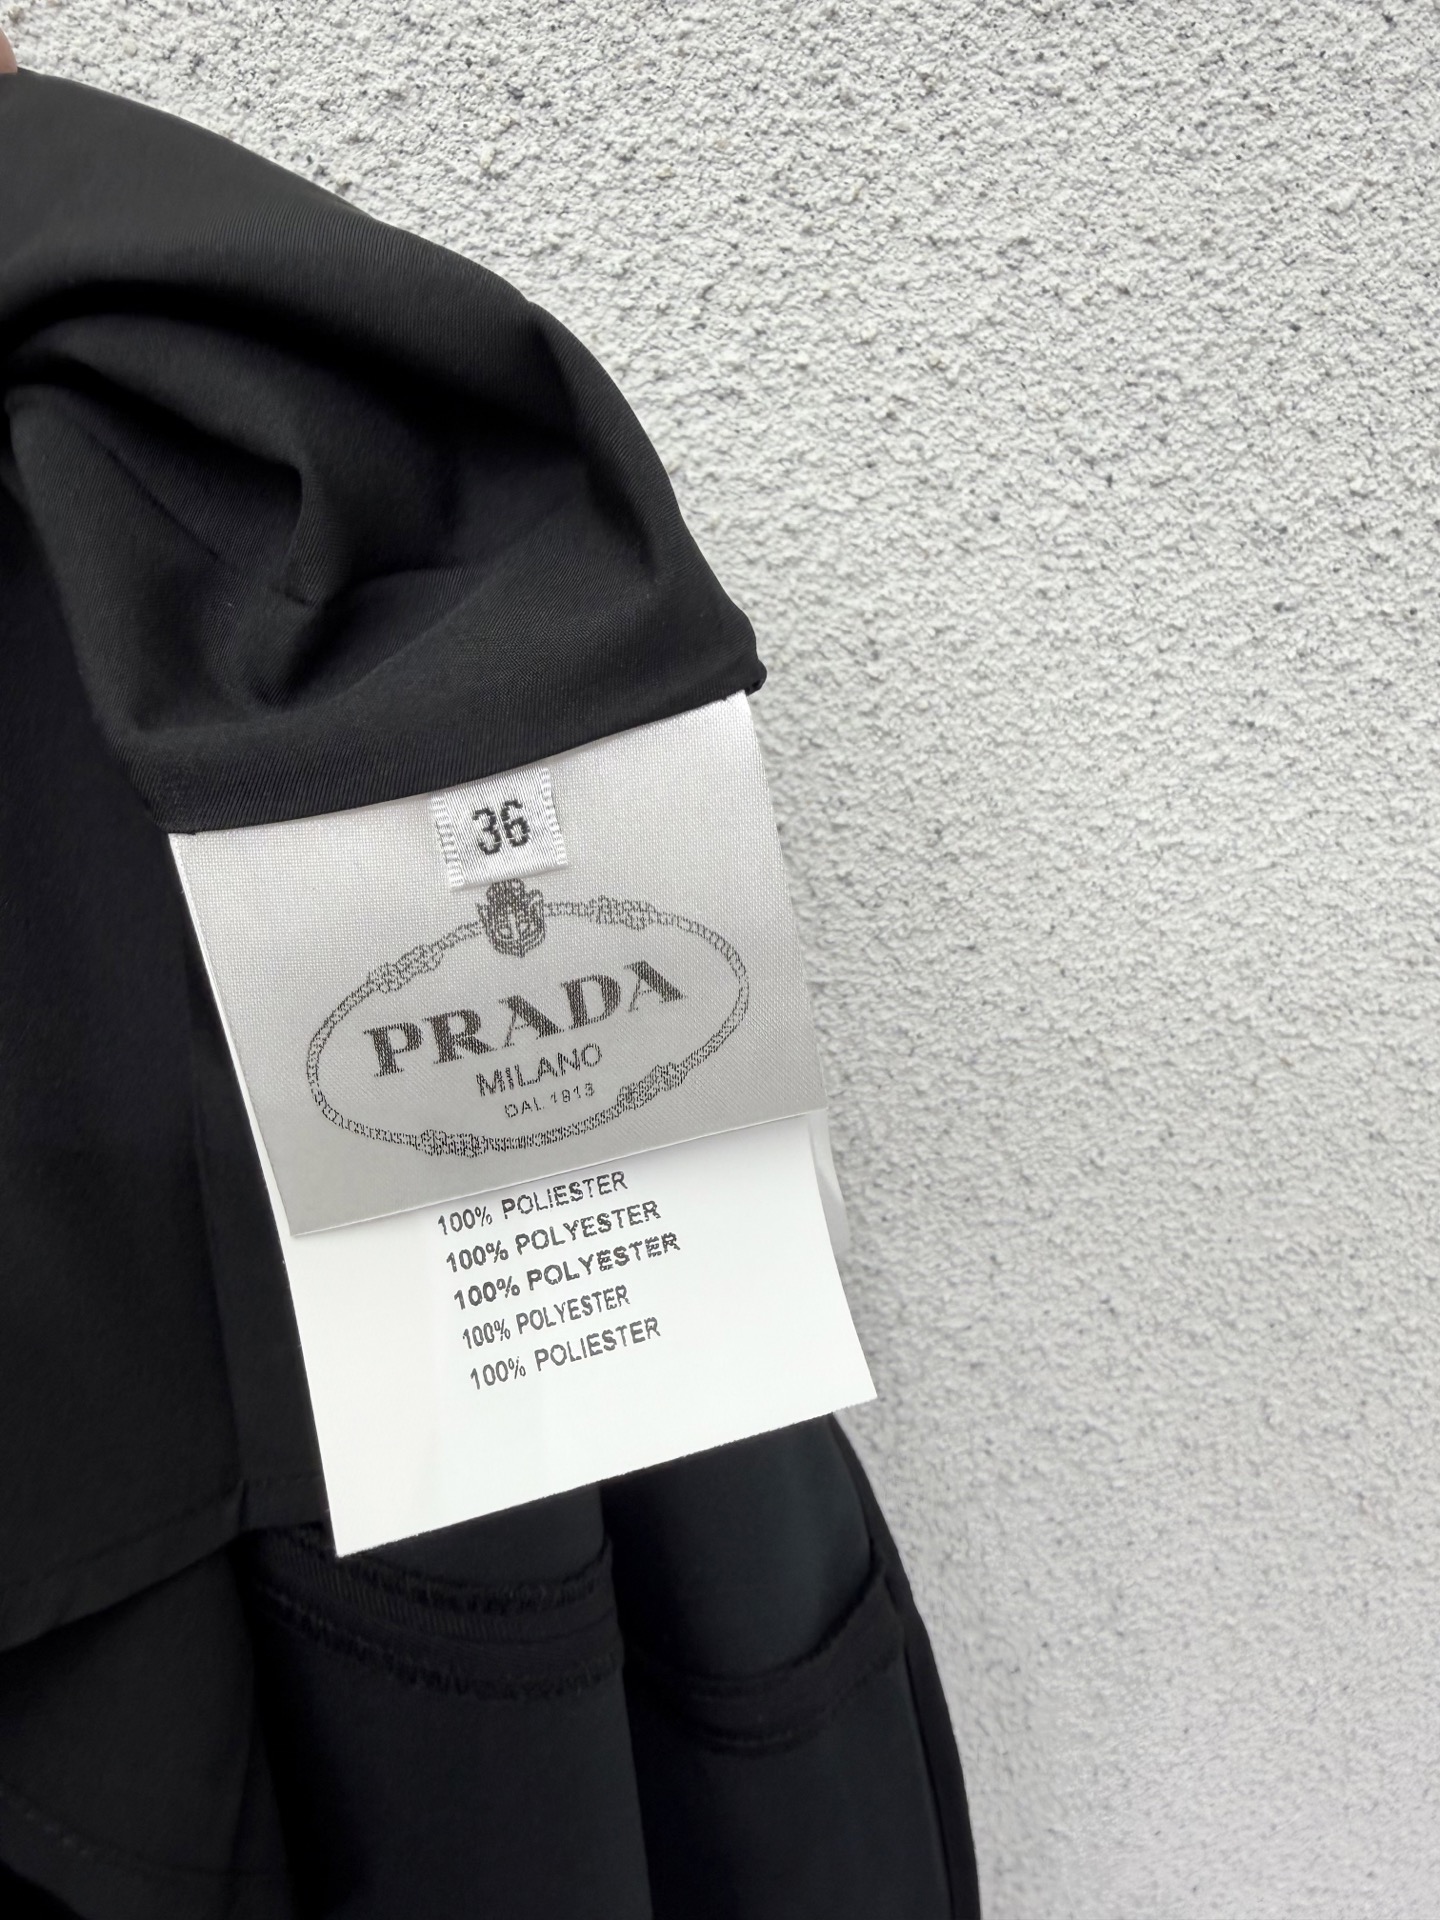 36
PRADA
MILANO
DAL 1913
100% POLIESTER
100% POLYESTER
100% POLYESTER
100% POLYESTER
100% POLIESTER